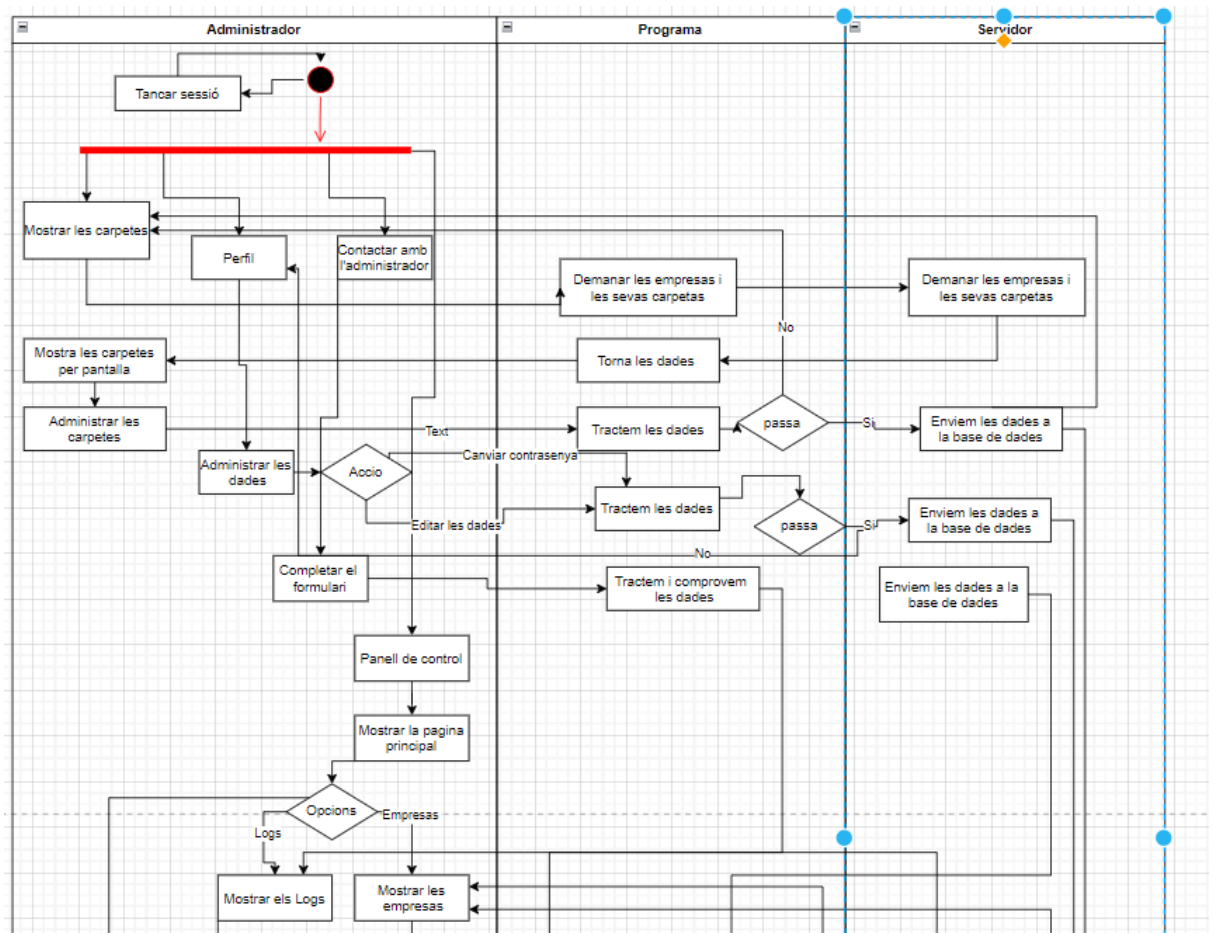 Administrador
Programa
Servidor
Tancar sessió
Mostrar les carpetes
Perfil
Contactar amb
l'administrador
Demanar les empresas i
les sevas carpetas
Demanar les empresas i
les sevas carpetas
No
Mostra les carpetes
per pantalla
Torna les dades
Administrar les
carpetes
Text
Tractem les dades
passa
Si
Enviem les dades a
la base de dades
Administrar les
dades
Accio
Canviar contrasenya
Editar les dades
Tractem les dades
passa
Si
Enviem les dades a
la base de dades
No
Completar el
formulari
Tractem i comprovem
les dades
Enviem les dades a la
base de dades
Panell de control
Mostrar la pagina
principal
Opcions
Logs
Empresas
Mostrar els Logs
Mostrar les
empresas